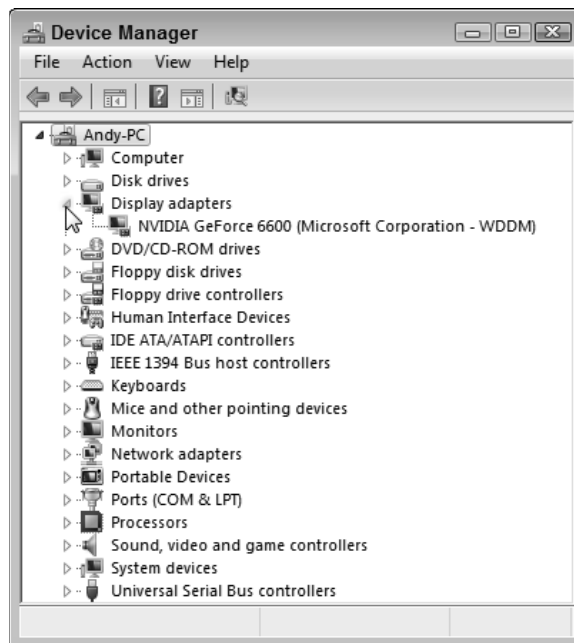 Device Manager
File Action View Help
Andy-PC
Computer
Disk drives
Display adapters
NVIDIA GeForce 6600 (Microsoft Corporation - WDDM)
DVD/CD-ROM drives
Floppy disk drives
Floppy drive controllers
Human Interface Devices
IDE ATA/ATAPI controllers
IEEE 1394 Bus host controllers
Keyboards
Mice and other pointing devices
Monitors
Network adapters
Portable Devices
Ports (COM & LPT)
Processors
Sound, video and game controllers
System devices
Universal Serial Bus controllers